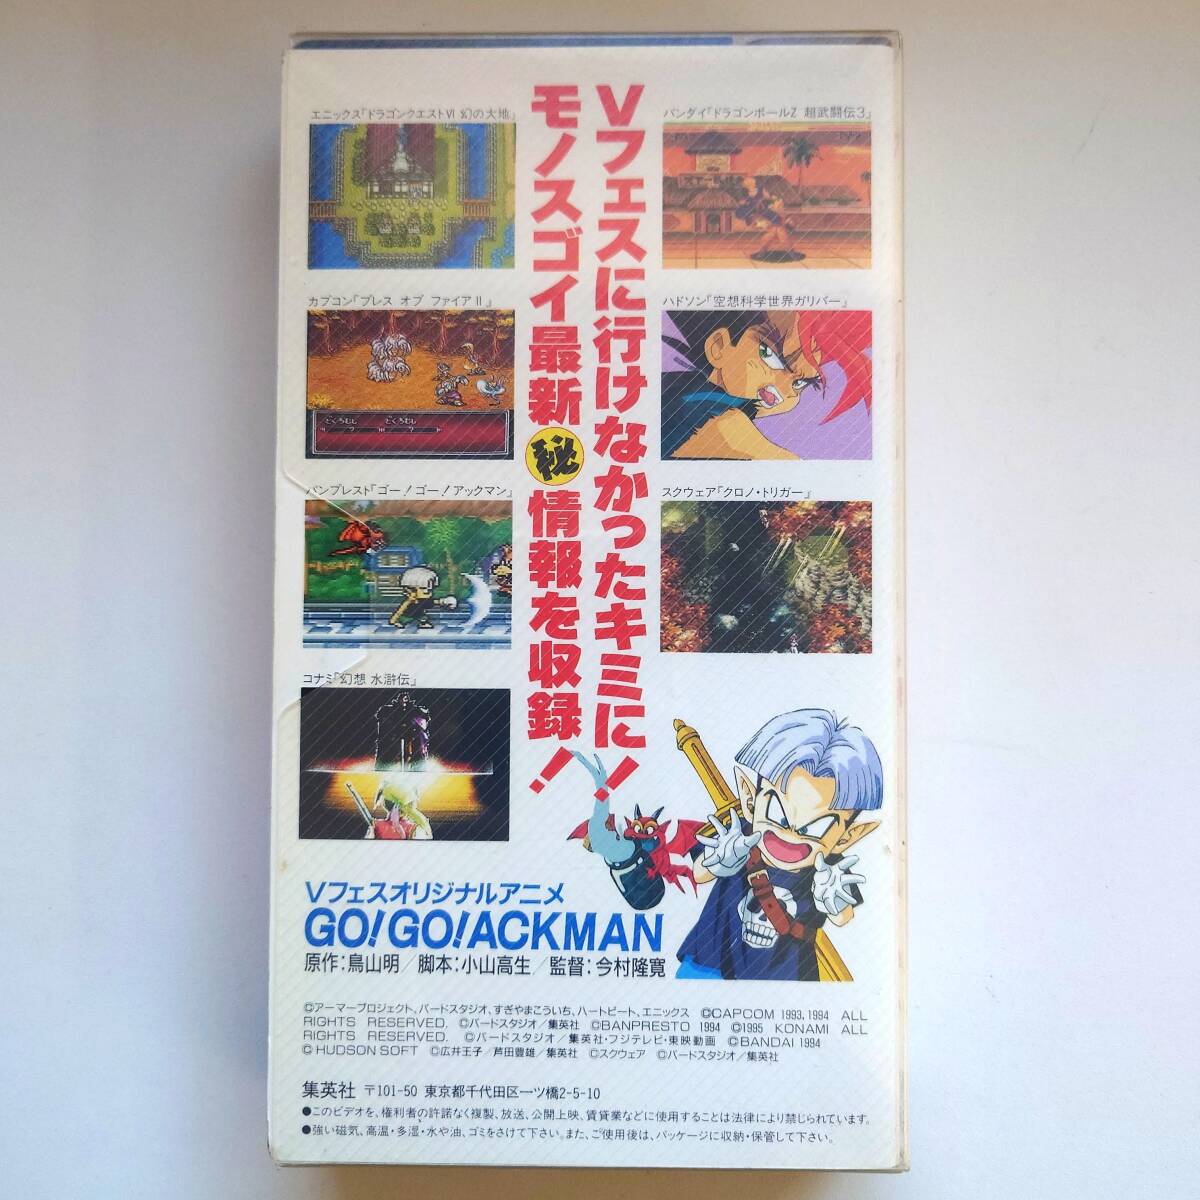 Vフェスに行けなかったキミに!
モノスゴイ最新㊙情報を収録!
エニックス「ドラゴンクエストVI 幻の大地」
バンダイ「ドラゴンボールZ 超武闘伝3」
カプコン「ブレス オブ ファイアII」
ハドソン「空想科学世界ガリバー」
どくろむし どくろむし
バンプレスト「ゴー!ゴー!アックマン」
スクウェア「クロノ・トリガー」
コナミ「幻想 水滸伝」
Vフェスオリジナルアニメ
GO!GO!ACKMAN
原作:鳥山明/脚本:小山高生/監督:今村隆寛
©アーマープロジェクト、バードスタジオ、すぎやまこういち、ハートビート、エニックス ©CAPCOM 1993,1994 ALL
RIGHTS RESERVED. ©バードスタジオ/集英社 ©BANPRESTO 1994 ©1995 KONAMI ALL
RIGHTS RESERVED. ©バードスタジオ/集英社・フジテレビ・東映動画 ©BANDAI 1994
©HUDSON SOFT ©広井王子/芦田豊雄/集英社 ©スクウェア ©バードスタジオ/集英社
集英社 〒101-50 東京都千代田区一ツ橋2-5-10
●このビデオを、権利者の許諾なく複製、放送、公開上映、賃貸業などに使用することは法律により禁じられています。
●強い磁気、高温・多湿・水や油、ゴミをさけて下さい。また、ご使用後は、パッケージに収納・保管して下さい。